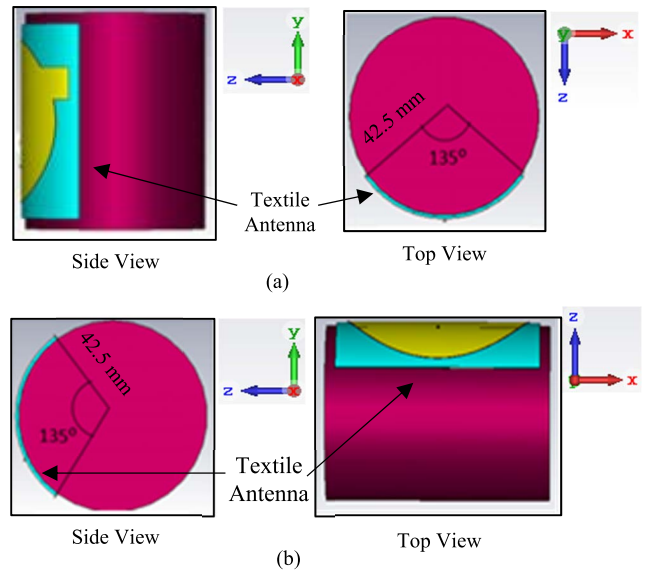 y
z
x
y
x
z
42.5 mm
135°
Textile
Antenna
Side View
Top View
(a)
42.5 mm
135°
y
z
x
z
x
Textile
Antenna
Side View
Top View
(b)